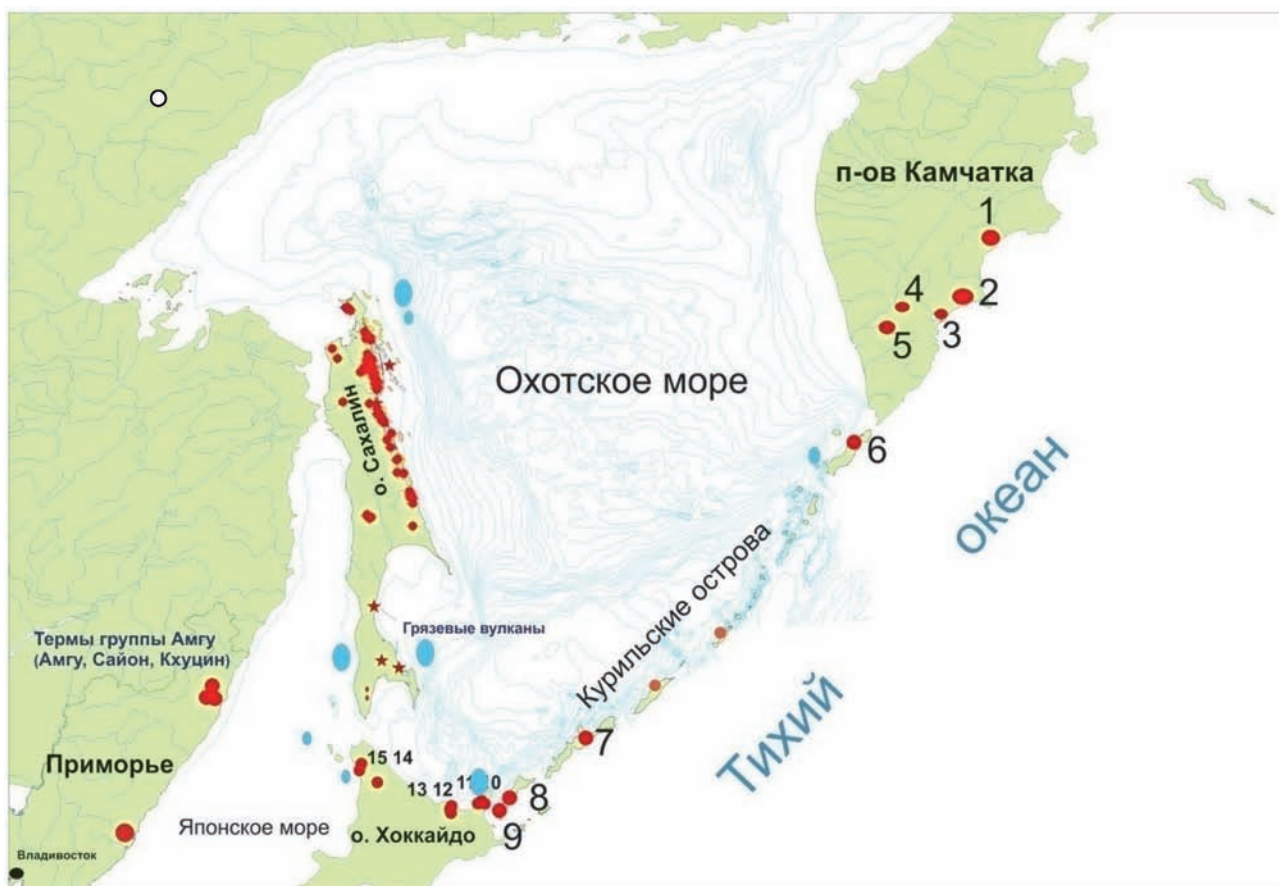 п-ов Камчатка
1
2
3
4
5
Охотское море
о. Сахалин
6
океан
Грязевые вулканы
Курильские острова
Термы группы Амгу
(Амгу, Сайон, Кхуцин)
Тихий
7
Приморье
15 14
13 12
8
9
Японское море
о. Хоккайдо
Владивосток